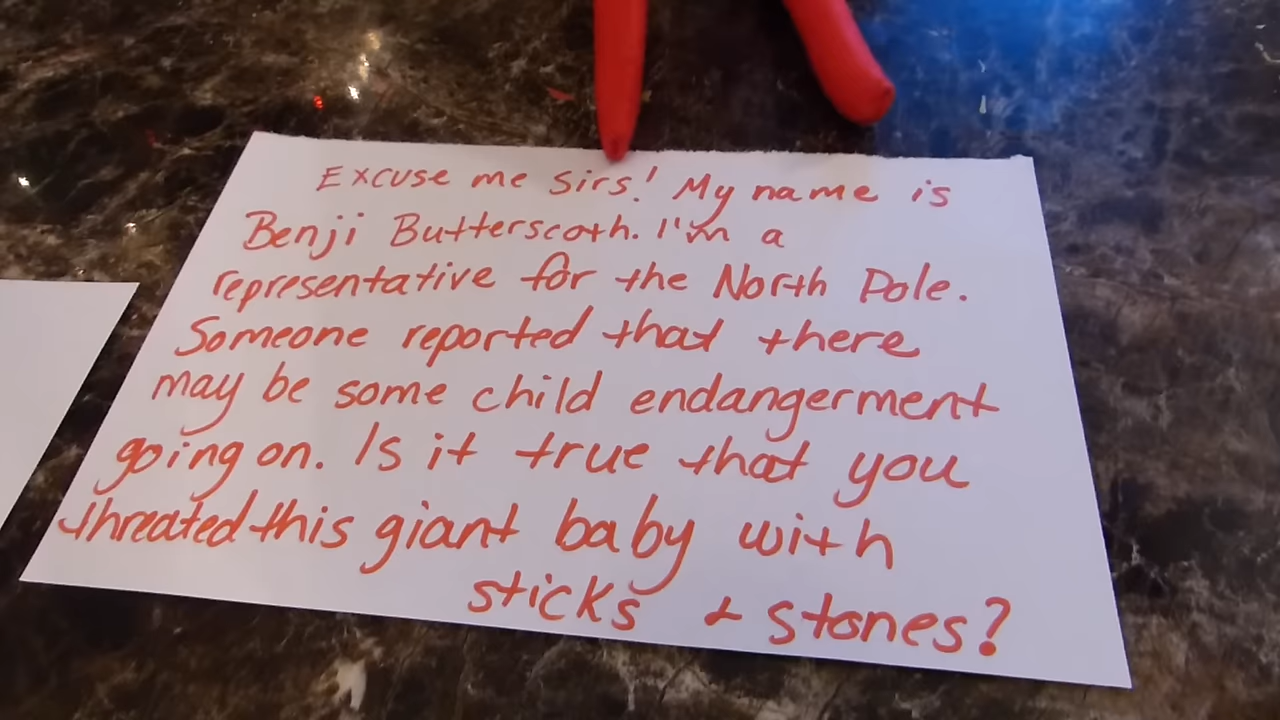 Excuse me sirs! My name is
Benji Butterscoth. I'm a
representative for the North Pole.
Someone reported that there
may be some child endangerment
going on. Is it true that you
threated this giant baby with
sticks & stones?